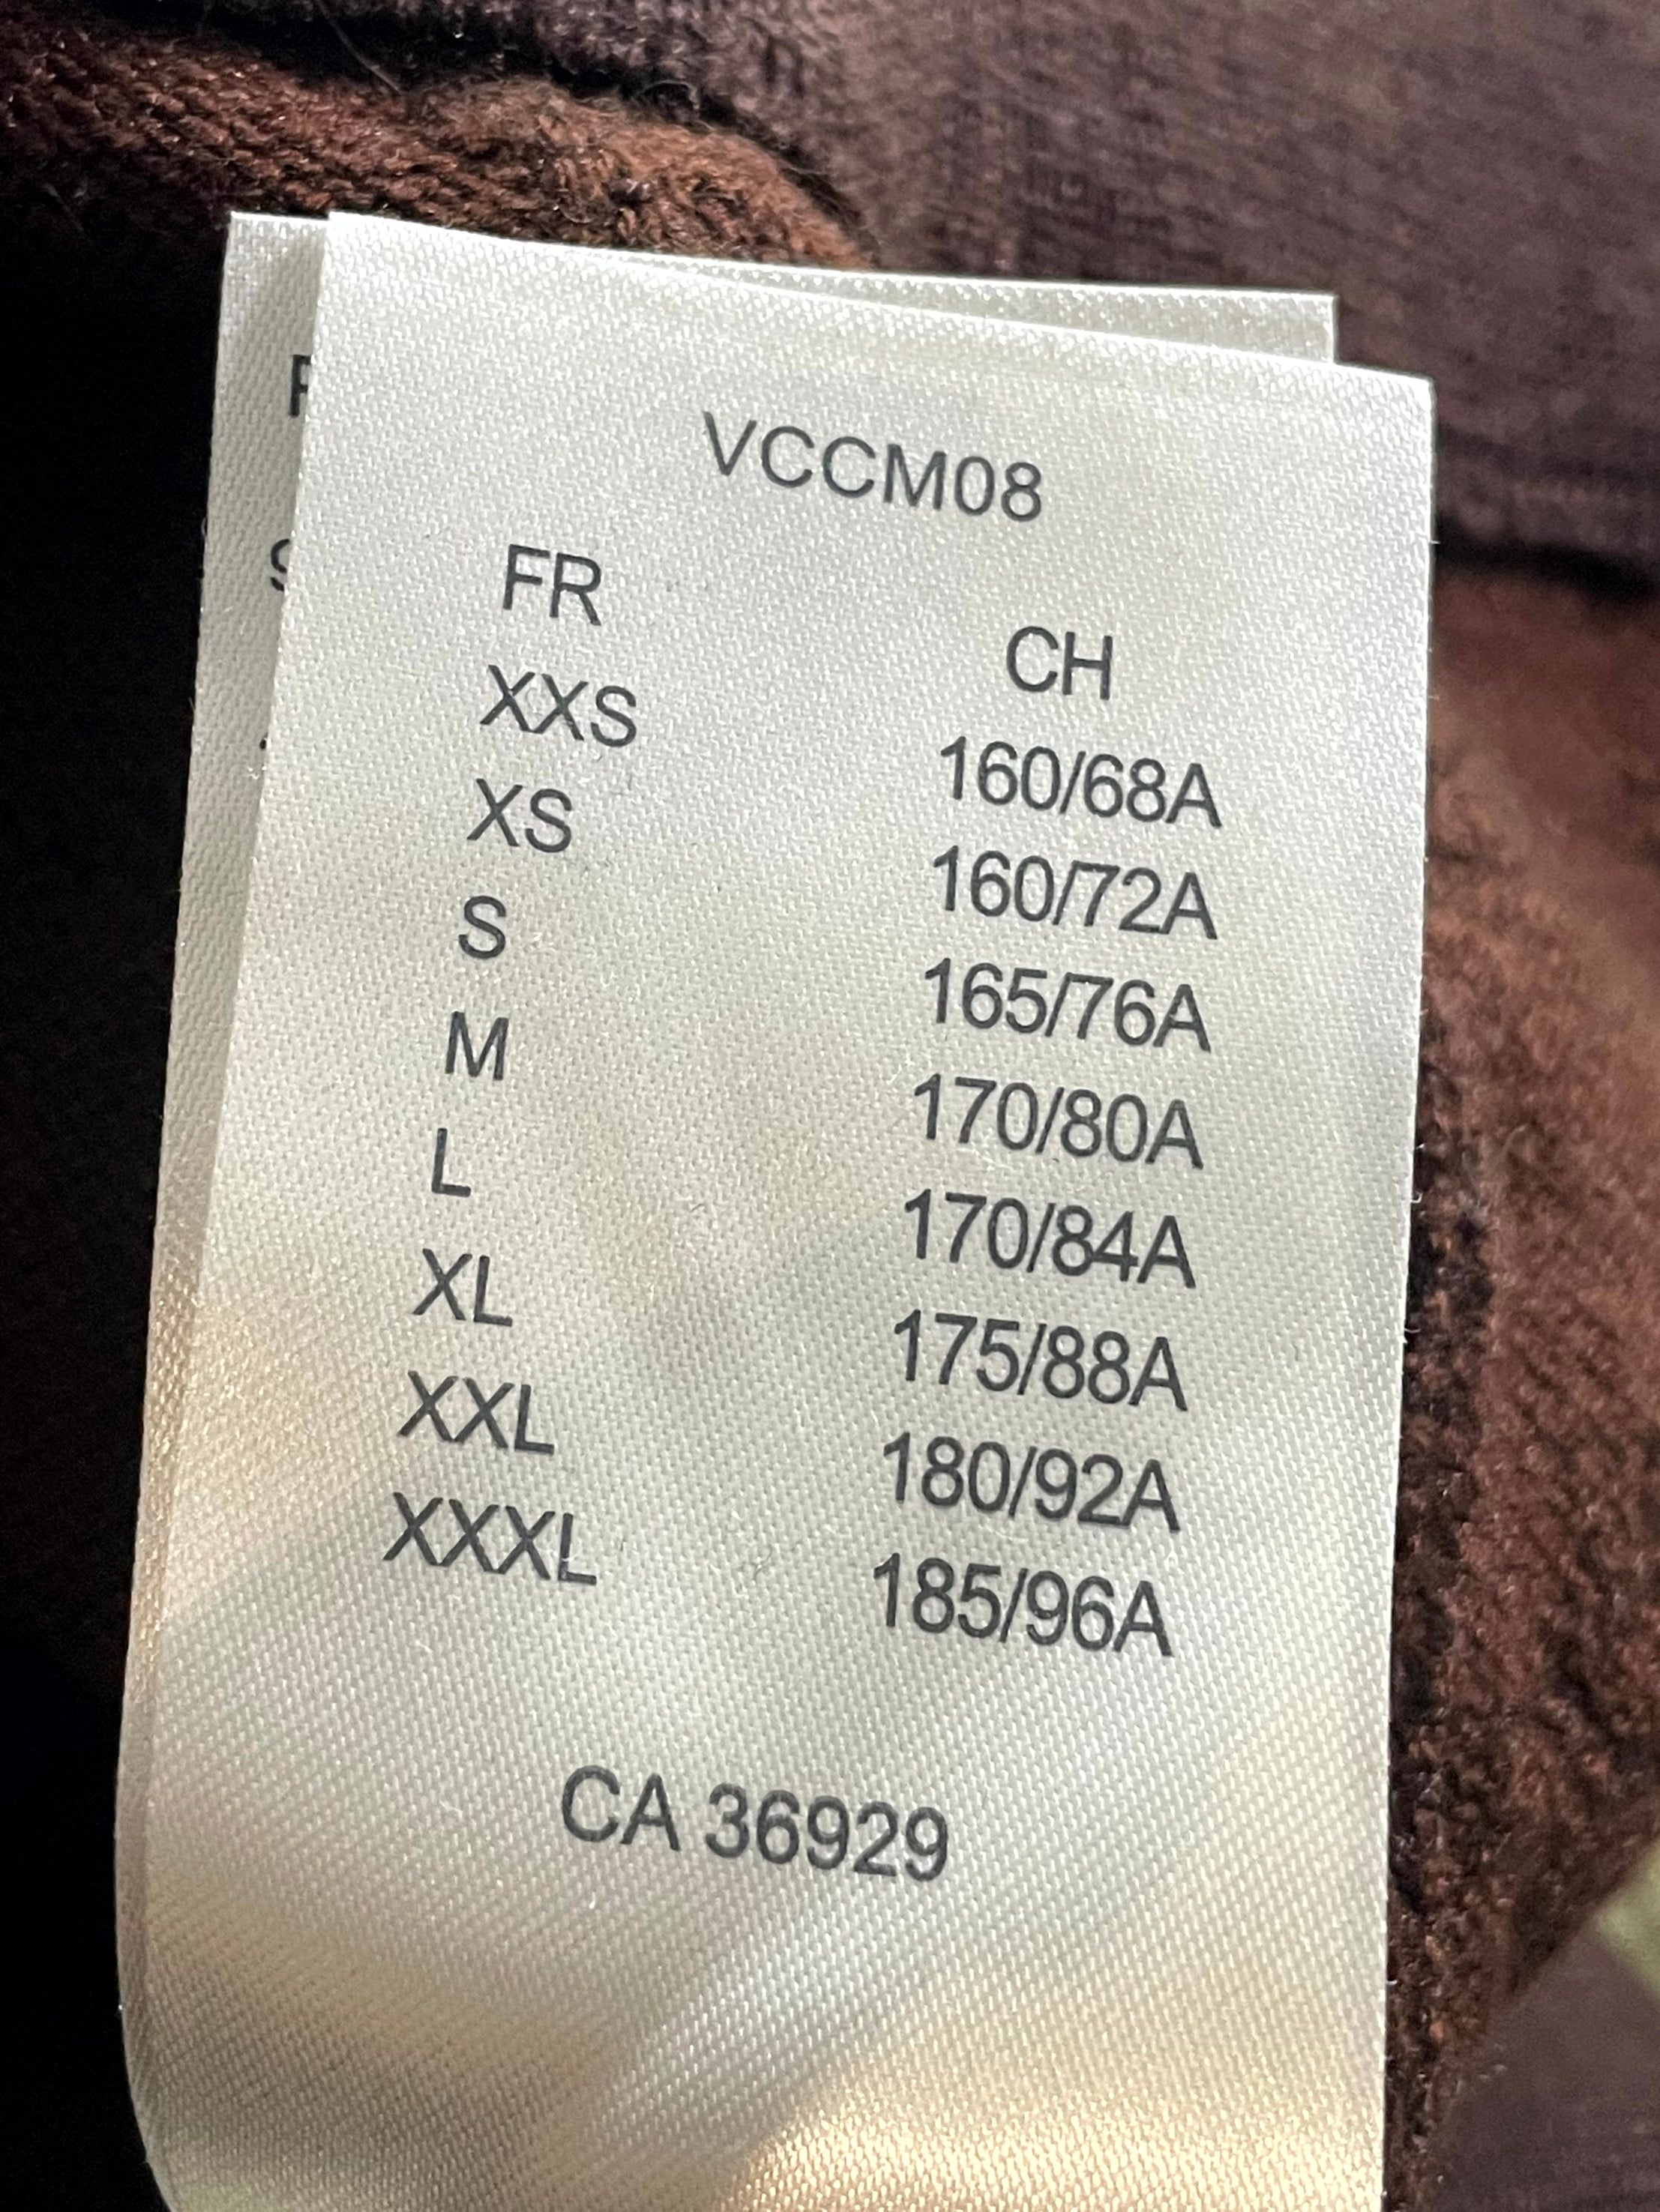 VCCM08
FR CH
XXS 160/68A
XS 160/72A
S 165/76A
M 170/80A
L 170/84A
XL 175/88A
XXL 180/92A
XXXL 185/96A
CA 36929